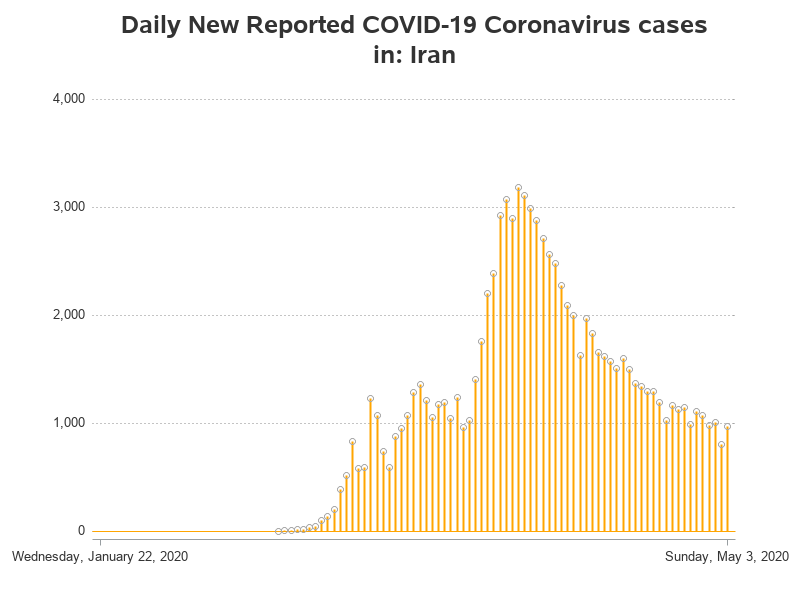 Daily New Reported COVID-19 Coronavirus cases
in: Iran
4,000
3,000
2,000
1,000
0
Wednesday, January 22, 2020
Sunday, May 3, 2020